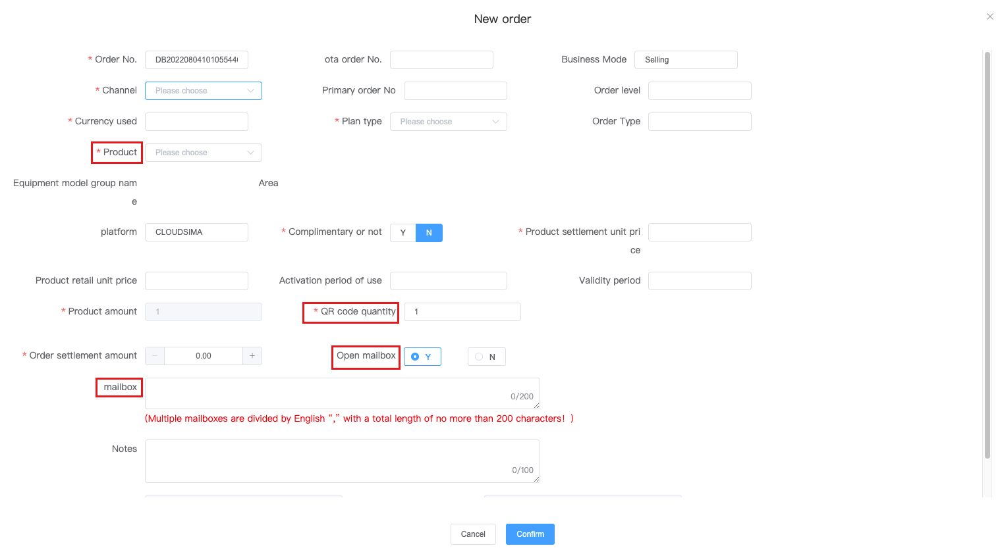 New order
* Order No. DB2022080410105544 ota order No. Business Mode Selling
* Channel Please choose Primary order No Order level
* Currency used * Plan type Please choose Order Type
* Product Please choose
Equipment model group nam Area
e
platform CLOUDSIMA * Complimentary or not Y N * Product settlement unit pri
ce
Product retail unit price Activation period of use Validity period
* Product amount 1 * QR code quantity 1
* Order settlement amount − 0.00 + Open mailbox Y N
mailbox
0/200
(Multiple mailboxes are divided by English “,” with a total length of no more than 200 characters! )
Notes
0/100
Cancel Confirm